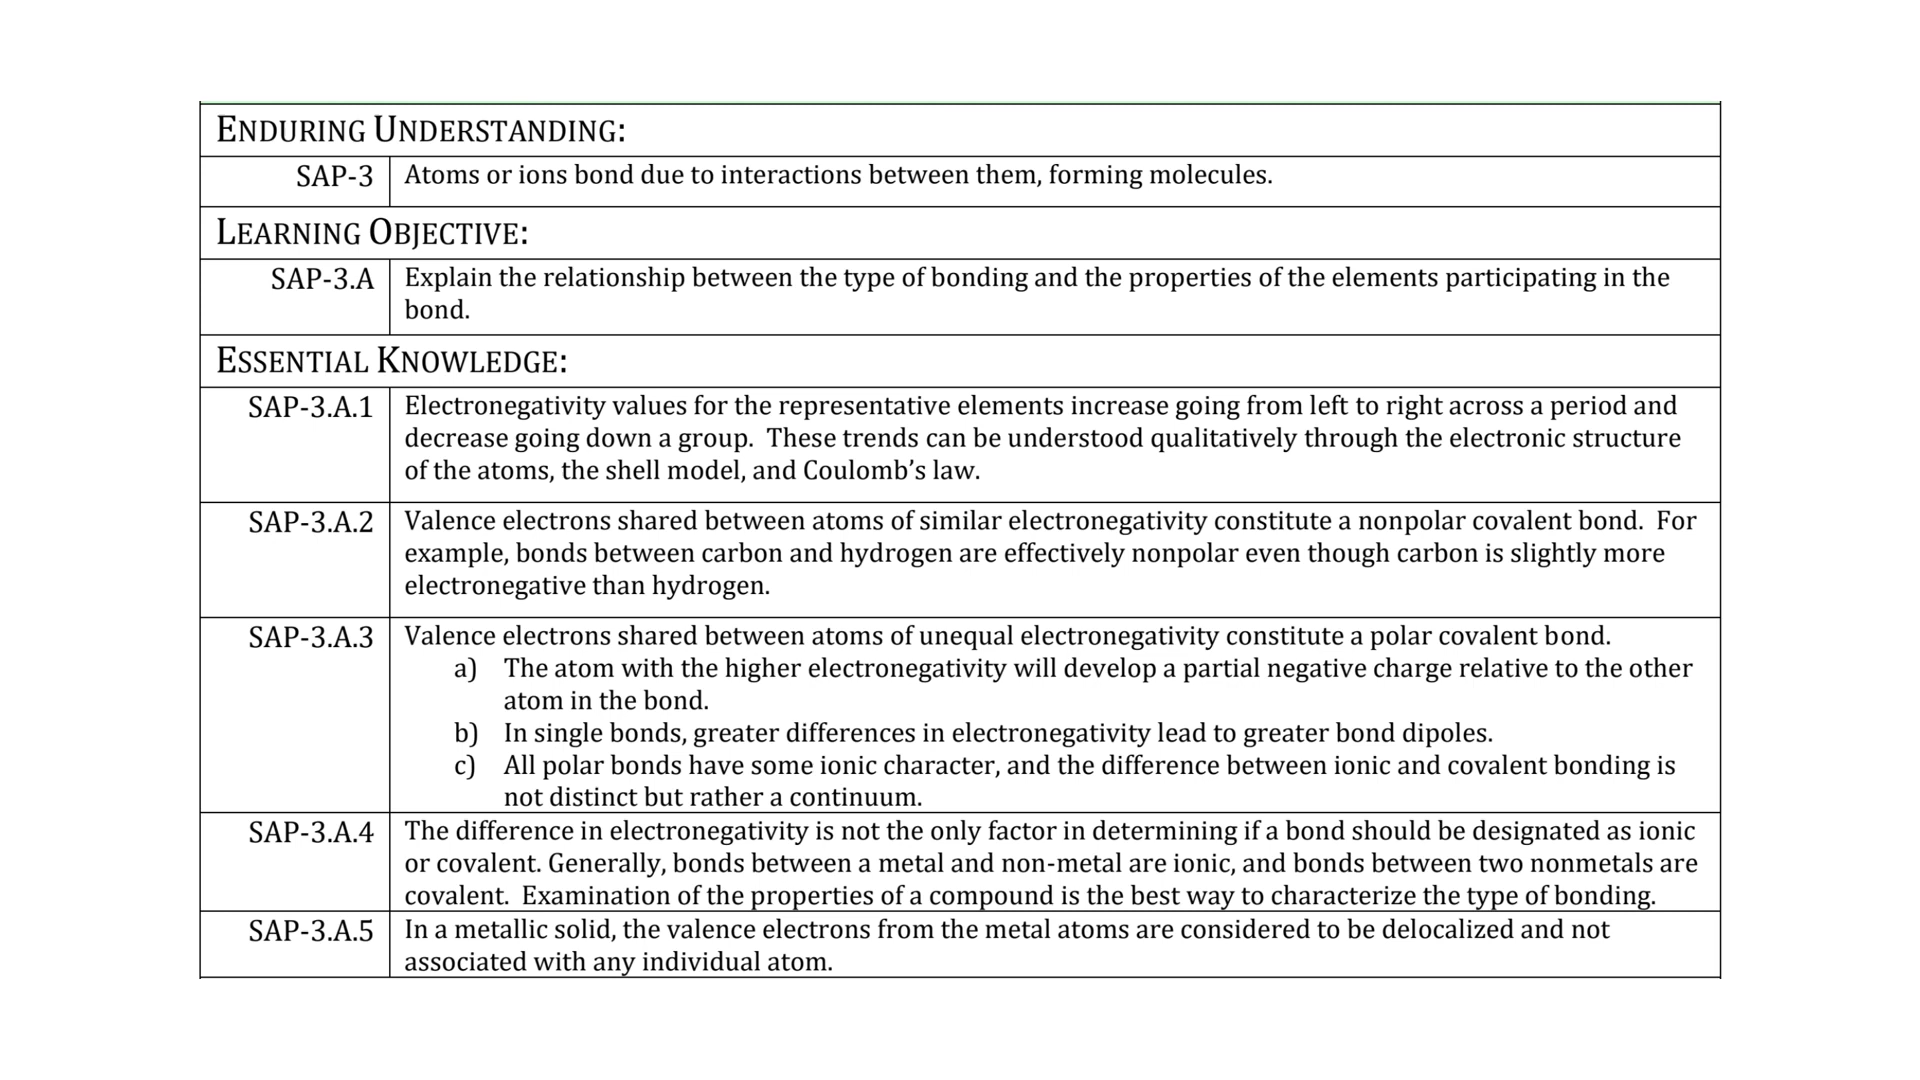 ENDURING UNDERSTANDING:
SAP-3 Atoms or ions bond due to interactions between them, forming molecules.
LEARNING OBJECTIVE:
SAP-3.A Explain the relationship between the type of bonding and the properties of the elements participating in the
bond.
ESSENTIAL KNOWLEDGE:
SAP-3.A.1 Electronegativity values for the representative elements increase going from left to right across a period and
decrease going down a group. These trends can be understood qualitatively through the electronic structure
of the atoms, the shell model, and Coulomb’s law.
SAP-3.A.2 Valence electrons shared between atoms of similar electronegativity constitute a nonpolar covalent bond. For
example, bonds between carbon and hydrogen are effectively nonpolar even though carbon is slightly more
electronegative than hydrogen.
SAP-3.A.3 Valence electrons shared between atoms of unequal electronegativity constitute a polar covalent bond.
a) The atom with the higher electronegativity will develop a partial negative charge relative to the other
atom in the bond.
b) In single bonds, greater differences in electronegativity lead to greater bond dipoles.
c) All polar bonds have some ionic character, and the difference between ionic and covalent bonding is
not distinct but rather a continuum.
SAP-3.A.4 The difference in electronegativity is not the only factor in determining if a bond should be designated as ionic
or covalent. Generally, bonds between a metal and non-metal are ionic, and bonds between two nonmetals are
covalent. Examination of the properties of a compound is the best way to characterize the type of bonding.
SAP-3.A.5 In a metallic solid, the valence electrons from the metal atoms are considered to be delocalized and not
associated with any individual atom.